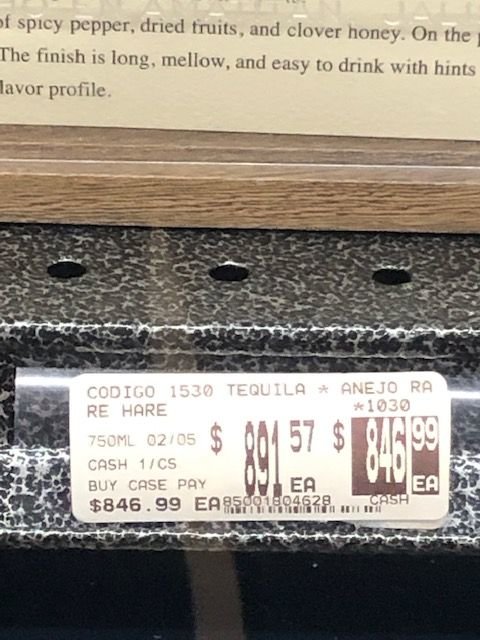 of spicy pepper, dried fruits, and clover honey. On the
The finish is long, mellow, and easy to drink with hints
lavor profile.
CODIGO 1530 TEQUILA * ANEJO RA
RE HARE *1030
750ML 02/05 $ 891 57 EA $ 846 99 EA
CASH 1/CS
BUY CASE PAY CASH
$846.99 EA 85001804628